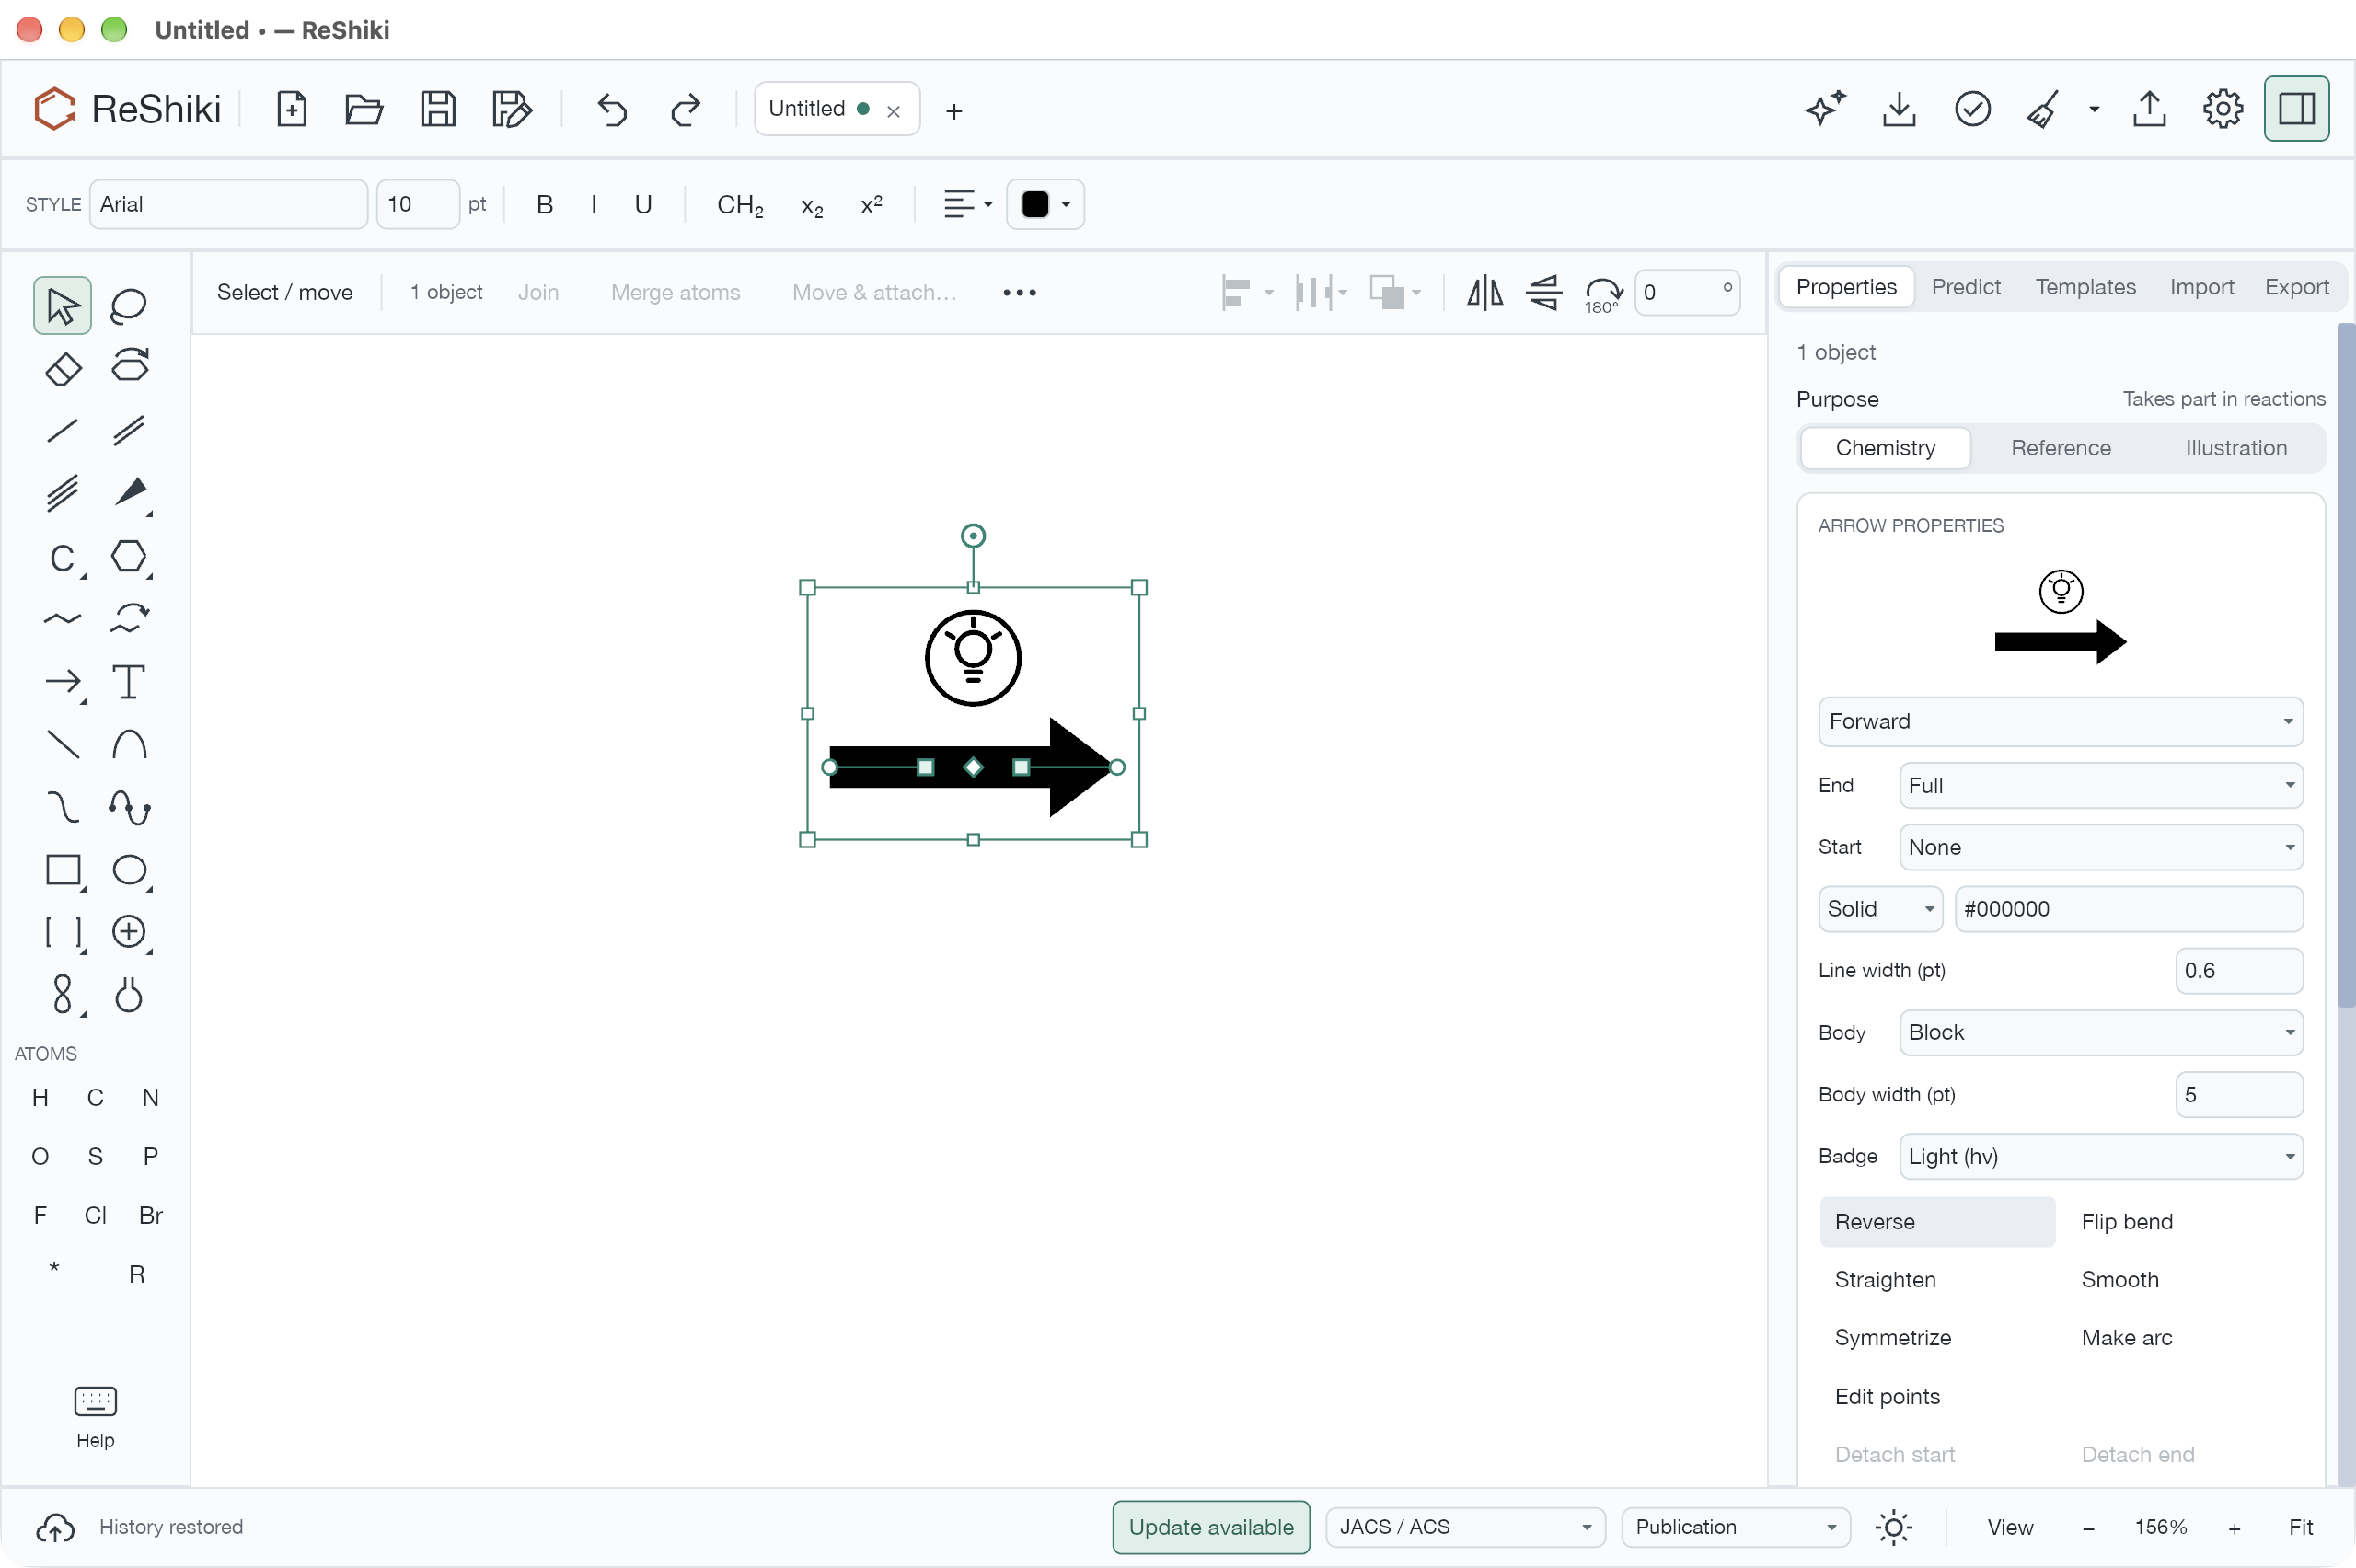 Untitled • — ReShiki
ReShiki
Untitled
STYLE Arial 10 pt B I U CH₂ x₂ x²
Select / move 1 object Join Merge atoms Move & attach... 180° 0 °
Properties Predict Templates Import Export
1 object
Purpose Takes part in reactions
Chemistry Reference Illustration
ARROW PROPERTIES
Forward
End Full
Start None
Solid #000000
Line width (pt) 0.6
Body Block
Body width (pt) 5
Badge Light (hv)
Reverse Flip bend
Straighten Smooth
Symmetrize Make arc
Edit points
Detach start Detach end
C
T
ATOMS
H C N
O S P
F Cl Br
* R
Help
History restored Update available JACS / ACS Publication View − 156% + Fit